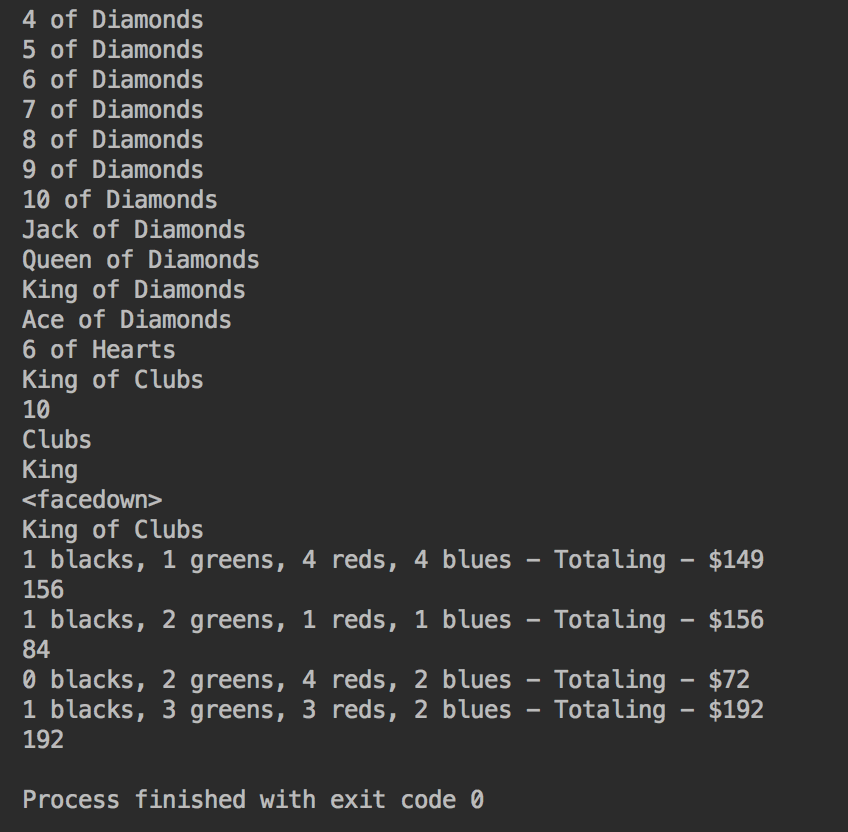 4 of Diamonds
5 of Diamonds
6 of Diamonds
7 of Diamonds
8 of Diamonds
9 of Diamonds
10 of Diamonds
Jack of Diamonds
Queen of Diamonds
King of Diamonds
Ace of Diamonds
6 of Hearts
King of Clubs
10
Clubs
King
<facedown>
King of Clubs
1 blacks, 1 greens, 4 reds, 4 blues – Totaling – $149
156
1 blacks, 2 greens, 1 reds, 1 blues – Totaling – $156
84
0 blacks, 2 greens, 4 reds, 2 blues – Totaling – $72
1 blacks, 3 greens, 3 reds, 2 blues – Totaling – $192
192
Process finished with exit code 0